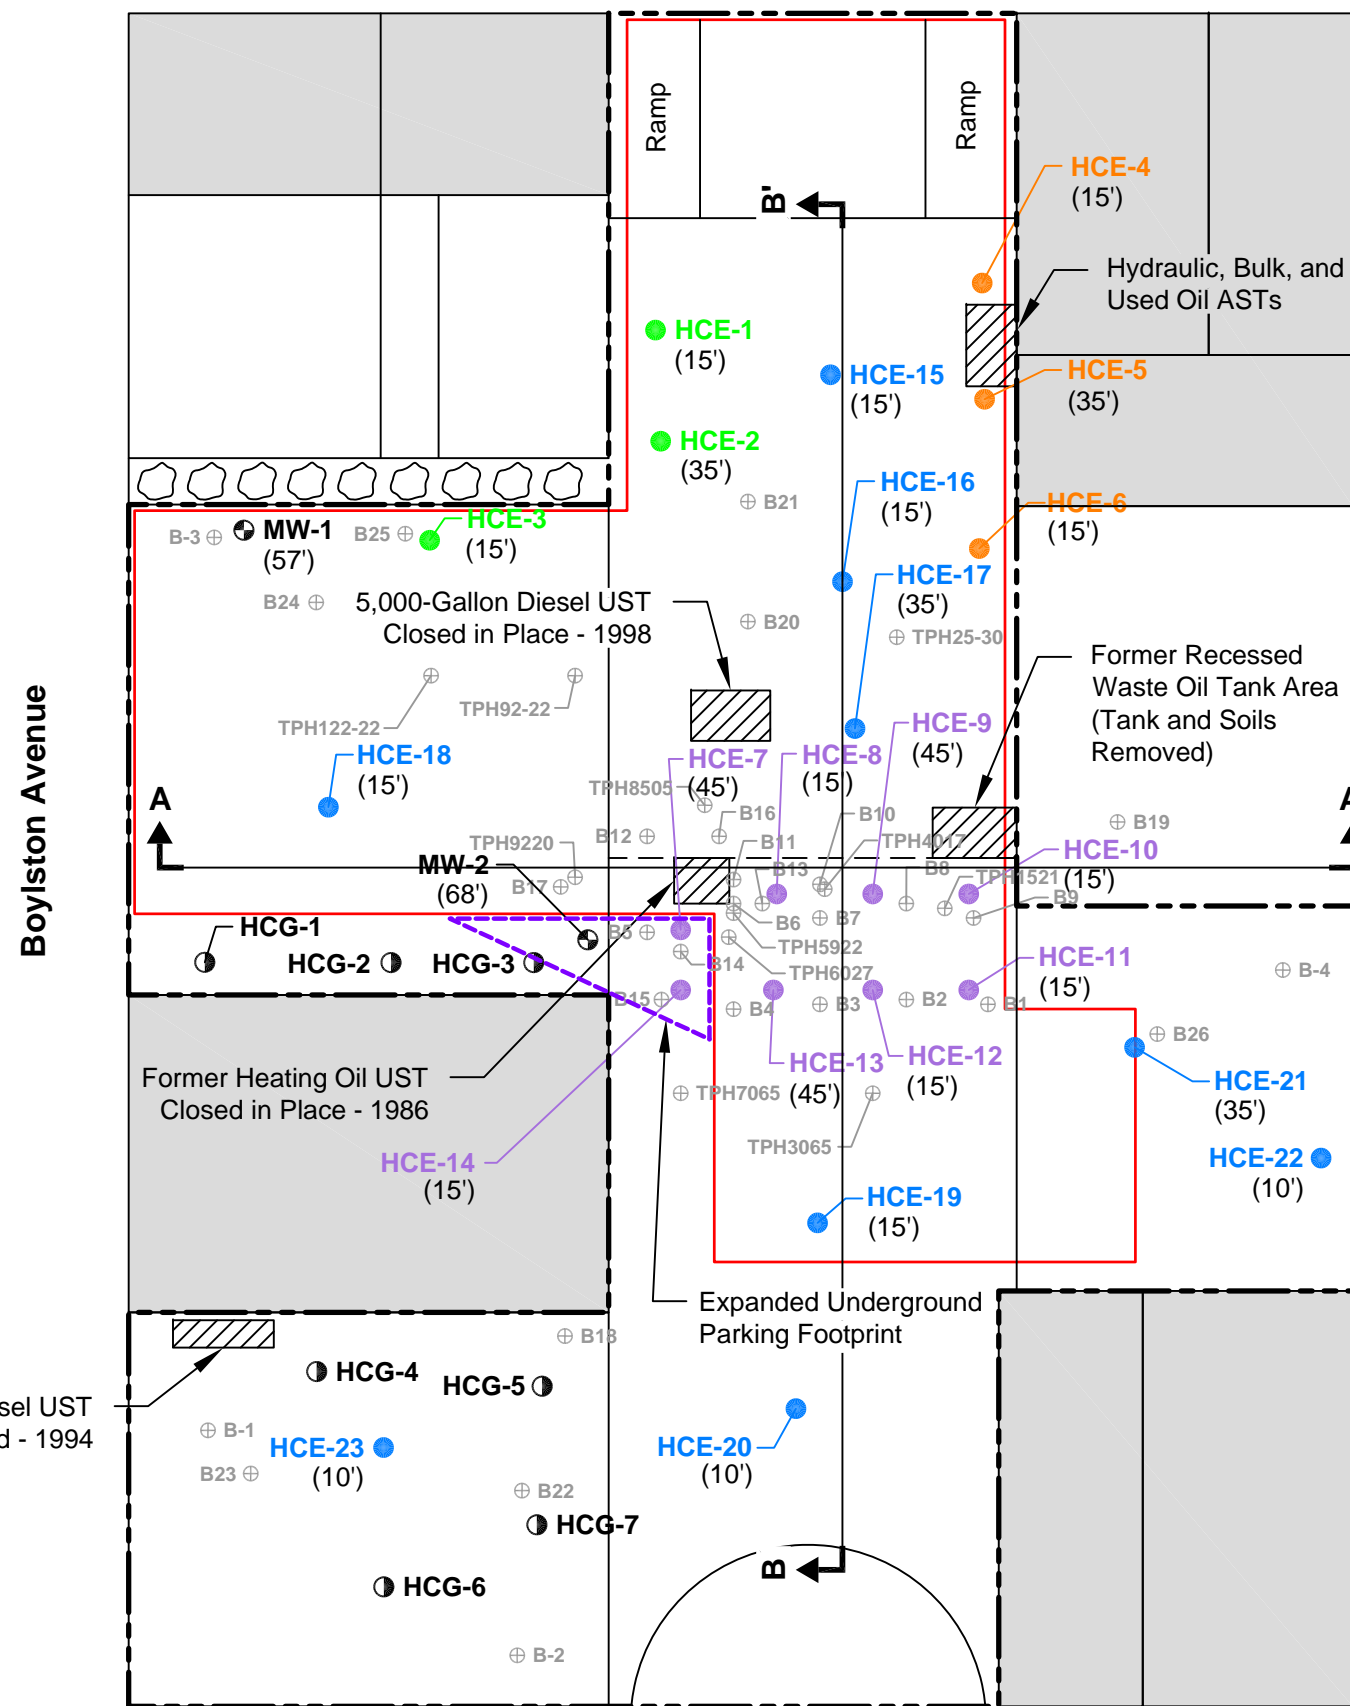 Ramp
Ramp
HCE-4
(15')
B'
Hydraulic, Bulk, and
Used Oil ASTs
HCE-1
(15')
HCE-15
(15')
HCE-5
(35')
HCE-2
(35')
HCE-16
(15')
B21
HCE-6
(15')
B-3
MW-1
(57')
B25
HCE-3
(15')
HCE-17
(35')
B24
5,000-Gallon Diesel UST
Closed in Place - 1998
B20
TPH25-30
Former Recessed
Waste Oil Tank Area
(Tank and Soils
Removed)
Boylston Avenue
TPH122-22
TPH92-22
HCE-18
(15')
HCE-7
(45')
HCE-8
(15')
HCE-9
(45')
A
A
TPH8505
B16
B10
B12
B11
TPH4017
B19
TPH9220
MW-2
(68')
B17
B13
B8
HCE-10
(15')
TPH1521
B9
B6
B7
HCG-1
HCG-2
HCG-3
B5
TPH5922
B14
TPH6027
HCE-11
(15')
B-4
B15
B4
B3
B2
B1
B26
Former Heating Oil UST
Closed in Place - 1986
HCE-13
(45')
HCE-12
(15')
HCE-21
(35')
TPH7065
TPH3065
HCE-14
(15')
HCE-22
(10')
HCE-19
(15')
Expanded Underground
Parking Footprint
B18
HCG-4
HCG-5
sel UST
d - 1994
B-1
HCE-23
(10')
HCE-20
(10')
B23
B22
HCG-7
B
HCG-6
B-2